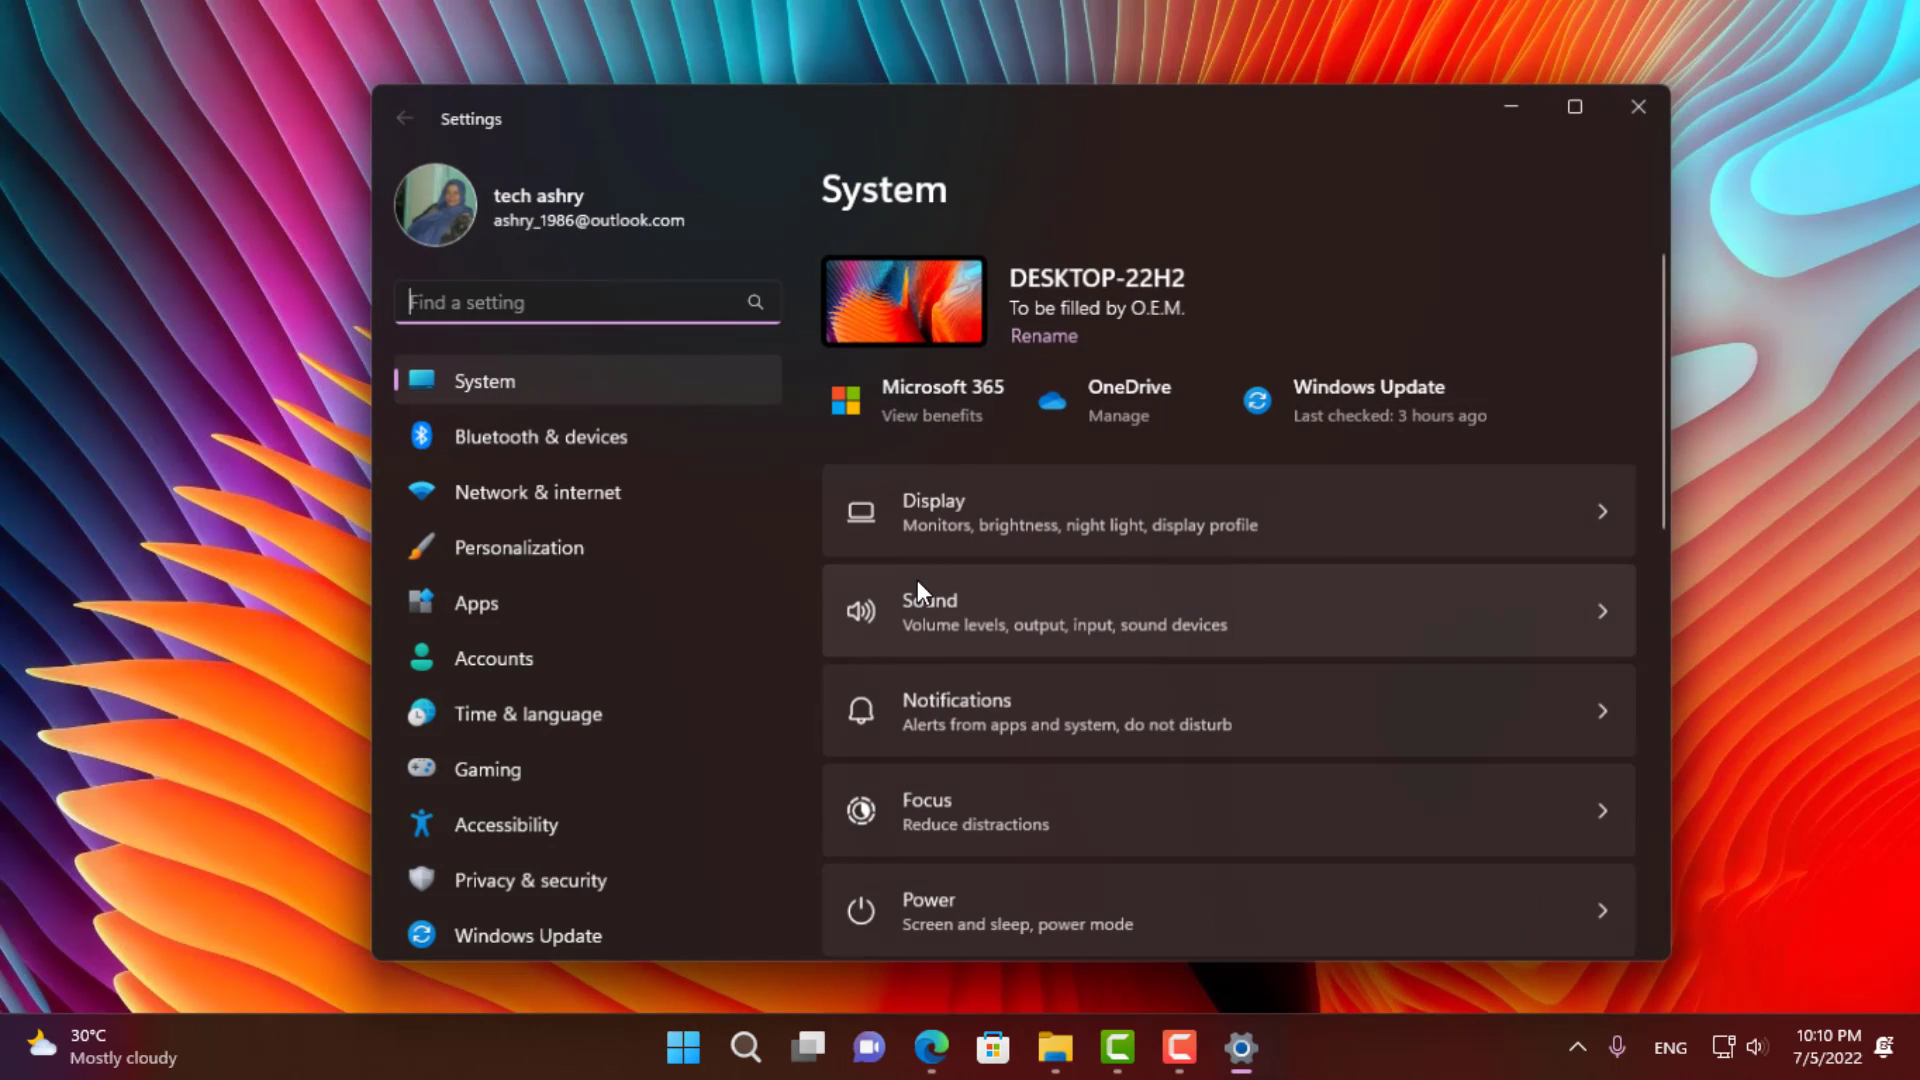 Settings
tech ashry
ashry_1986@outlook.com
Find a setting
System
Bluetooth & devices
Network & internet
Personalization
Apps
Accounts
Time & language
Gaming
Accessibility
Privacy & security
Windows Update
System
DESKTOP-22H2
To be filled by O.E.M.
Rename
Microsoft 365
View benefits
OneDrive
Manage
Windows Update
Last checked: 3 hours ago
Display
Monitors, brightness, night light, display profile
Sound
Volume levels, output, input, sound devices
Notifications
Alerts from apps and system, do not disturb
Focus
Reduce distractions
Power
Screen and sleep, power mode
30°C
Mostly cloudy
ENG
10:10 PM
7/5/2022